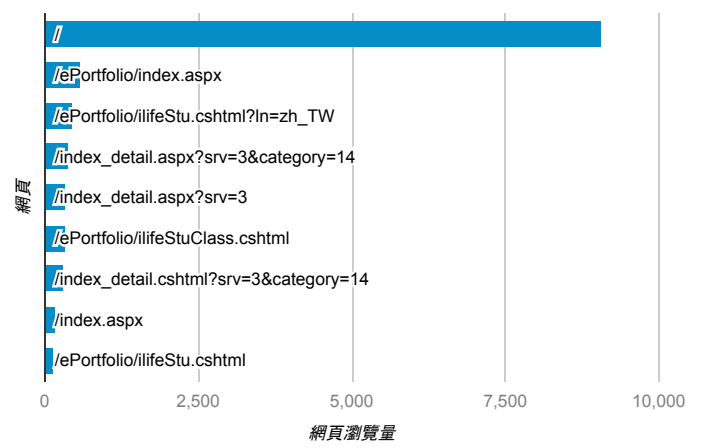 /
/ePortfolio/index.aspx
/ePortfolio/ilifeStu.cshtml?ln=zh_TW
/index_detail.aspx?srv=3&category=14
/index_detail.aspx?srv=3
/ePortfolio/ilifeStuClass.cshtml
/index_detail.cshtml?srv=3&category=14
/index.aspx
/ePortfolio/ilifeStu.cshtml
網頁
0 2,500 5,000 7,500 10,000
網頁瀏覽量